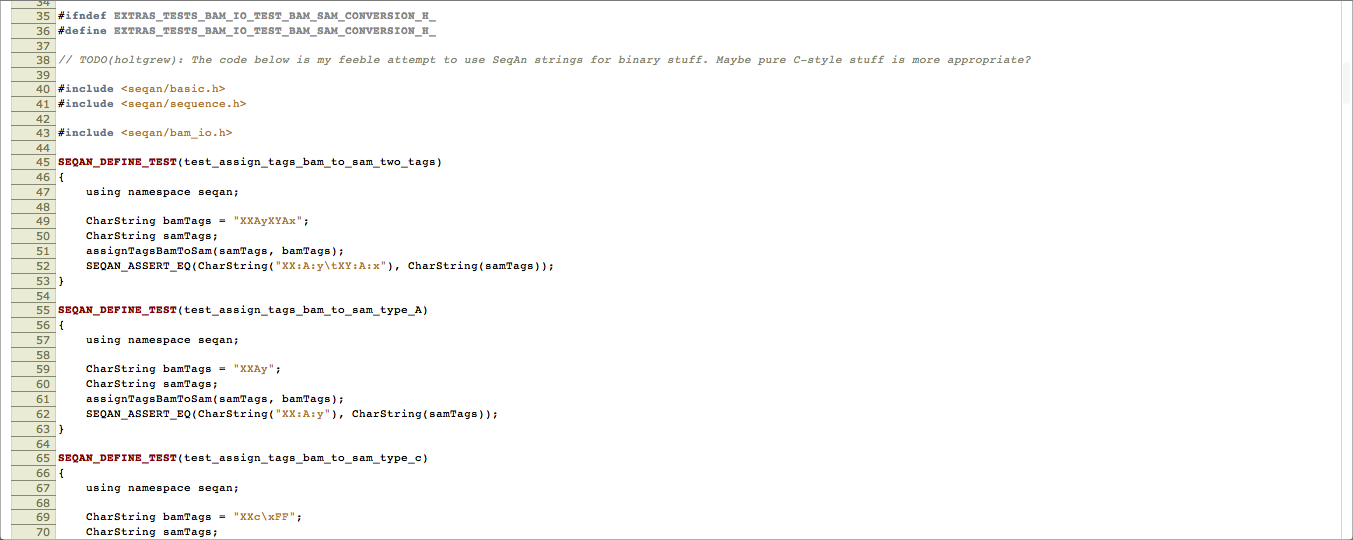 34
35 #ifndef EXTRAS_TESTS_BAM_IO_TEST_BAM_SAM_CONVERSION_H_
36 #define EXTRAS_TESTS_BAM_IO_TEST_BAM_SAM_CONVERSION_H_
37
38 // TODO(holtgrew): The code below is my feeble attempt to use SeqAn strings for binary stuff. Maybe pure C-style stuff is more appropriate?
39
40 #include <seqan/basic.h>
41 #include <seqan/sequence.h>
42
43 #include <seqan/bam_io.h>
44
45 SEQAN_DEFINE_TEST(test_assign_tags_bam_to_sam_two_tags)
46 {
47     using namespace seqan;
48
49     CharString bamTags = "XXAyXYAx";
50     CharString samTags;
51     assignTagsBamToSam(samTags, bamTags);
52     SEQAN_ASSERT_EQ(CharString("XX:A:y\tXY:A:x"), CharString(samTags));
53 }
54
55 SEQAN_DEFINE_TEST(test_assign_tags_bam_to_sam_type_A)
56 {
57     using namespace seqan;
58
59     CharString bamTags = "XXAy";
60     CharString samTags;
61     assignTagsBamToSam(samTags, bamTags);
62     SEQAN_ASSERT_EQ(CharString("XX:A:y"), CharString(samTags));
63 }
64
65 SEQAN_DEFINE_TEST(test_assign_tags_bam_to_sam_type_c)
66 {
67     using namespace seqan;
68
69     CharString bamTags = "XXc\xFF";
70     CharString samTags;